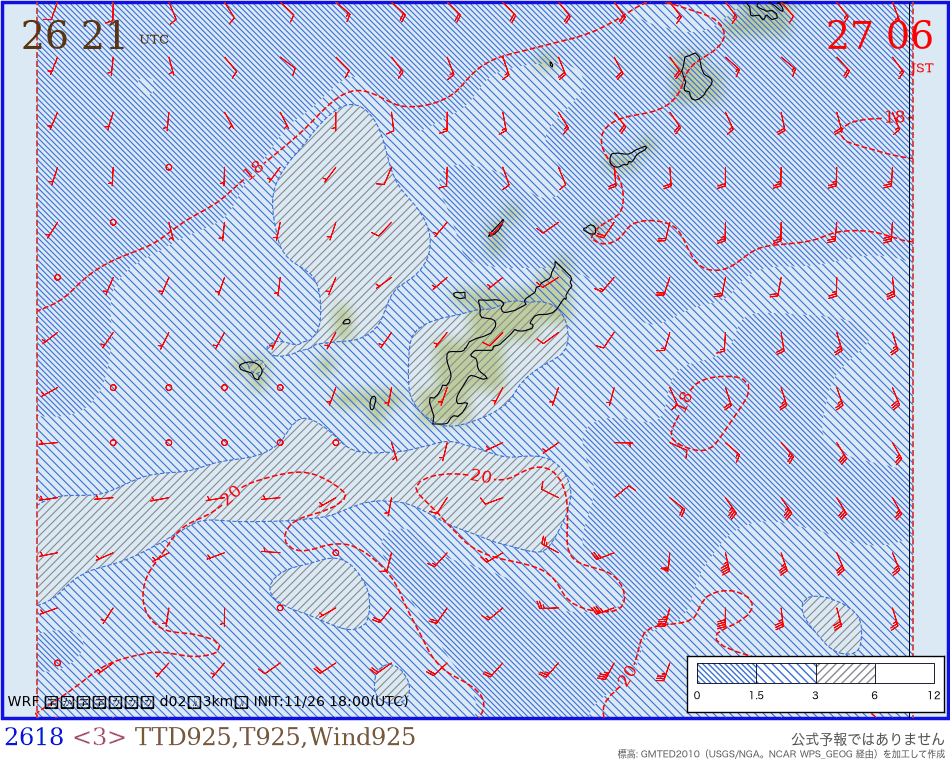 26 21 UTC
27 06
JST
18
18
18
20
20
20
0 1.5 3 6 12
WRF d02 3km INIT:11/26 18:00(UTC)
2618 <3> TTD925,T925,Wind925
公式予報ではありません
標高: GMTED2010（USGS/NGA。NCAR WPS_GEOG 経由）を加工して作成